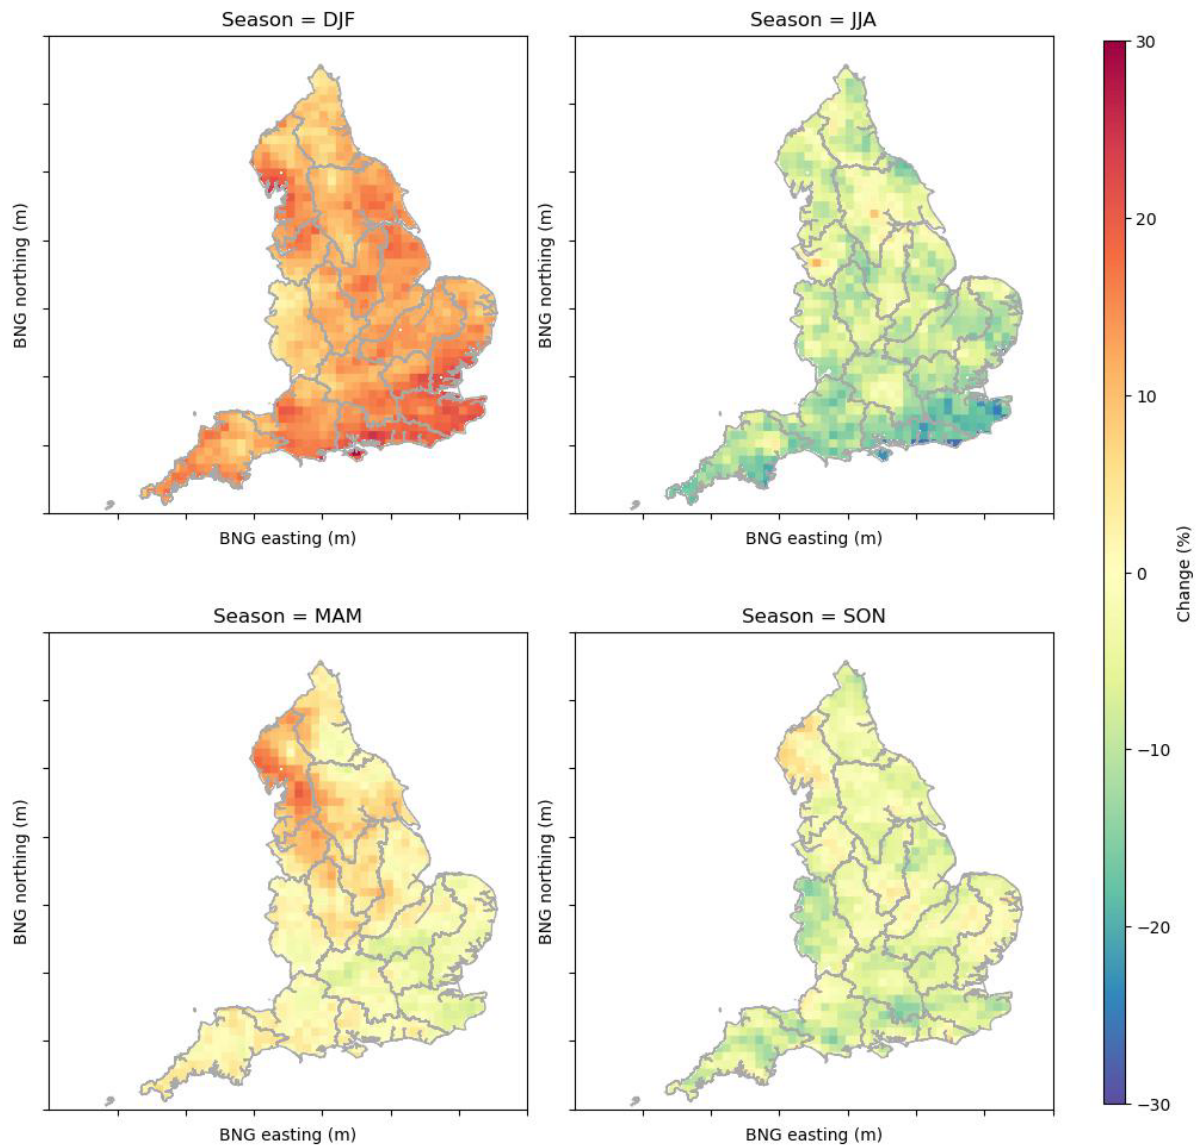 Season = DJF
Season = JJA
BNG northing (m)
BNG northing (m)
BNG easting (m)
BNG easting (m)
Season = MAM
Season = SON
BNG northing (m)
BNG northing (m)
BNG easting (m)
BNG easting (m)
30
20
10
0
−10
−20
−30
Change (%)